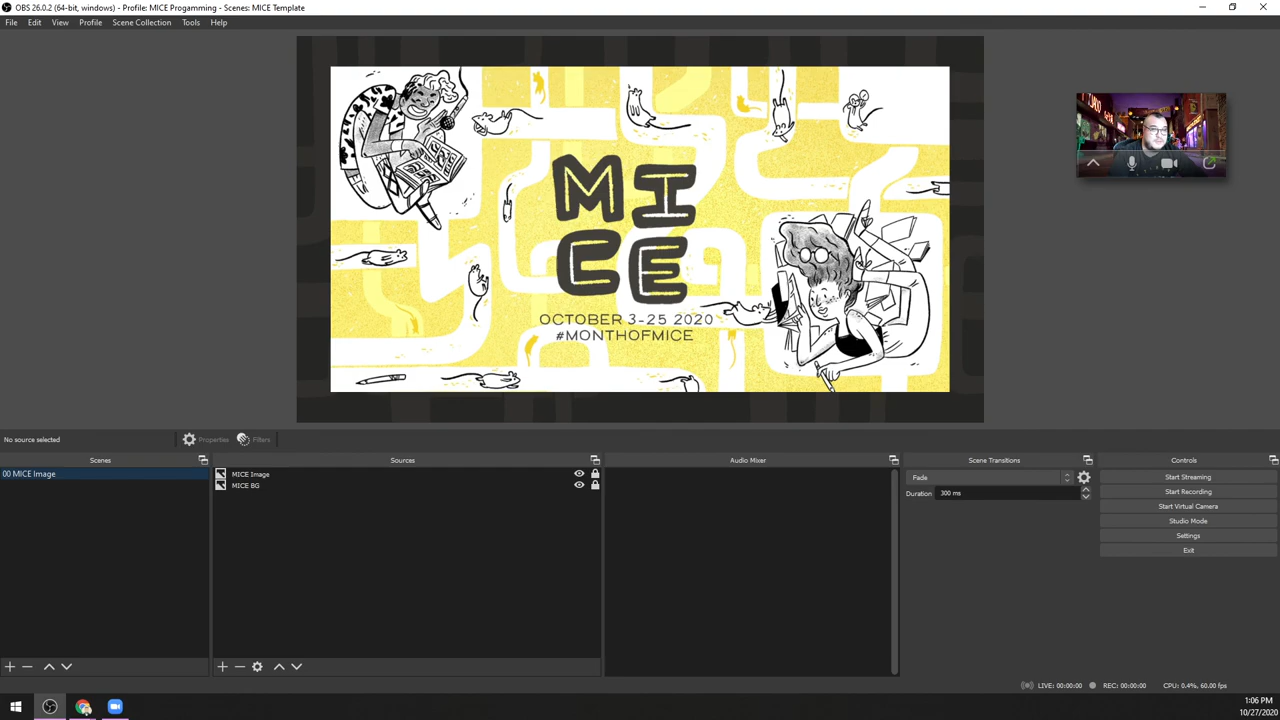 OBS 26.0.2 (64-bit, windows) - Profile: MICE Progamming - Scenes: MICE Template
File Edit View Profile Scene Collection Tools Help
MI
CE
OCTOBER 3-25 2020
#MONTHOFMICE
No source selected Properties Filters
Scenes Sources Audio Mixer Scene Transitions Controls
00 MICE Image
MICE Image
MICE BG
Fade
Duration 300 ms
Start Streaming
Start Recording
Start Virtual Camera
Studio Mode
Settings
Exit
LIVE: 00:00:00 REC: 00:00:00 CPU: 0.4%, 60.00 fps
1:06 PM
10/27/2020